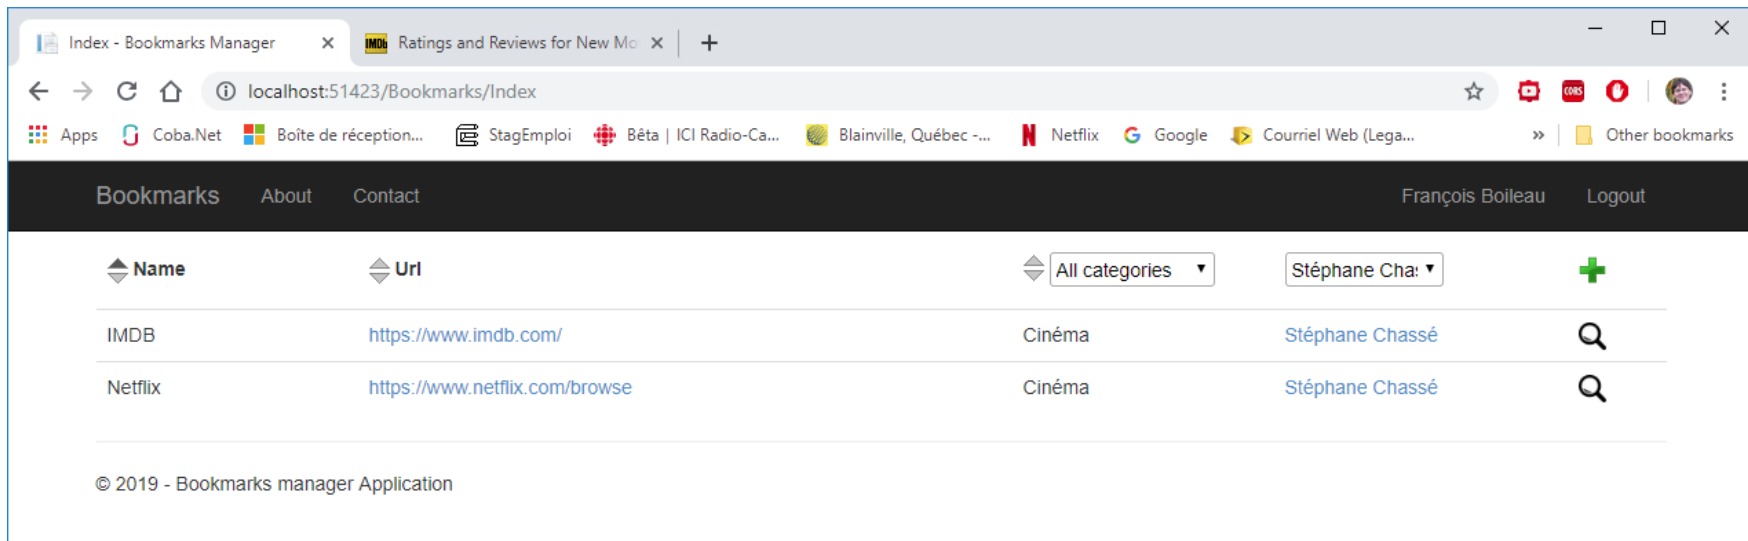 Index - Bookmarks Manager
IMDb Ratings and Reviews for New Mo
localhost:51423/Bookmarks/Index
CORS
Apps Coba.Net Boîte de réception... StagEmploi Bêta | ICI Radio-Ca... Blainville, Québec -... N Netflix G Google Courriel Web (Lega... » Other bookmarks
Bookmarks About Contact François Boileau Logout
Name Url All categories Stéphane Chas
IMDB https://www.imdb.com/ Cinéma Stéphane Chassé
Netflix https://www.netflix.com/browse Cinéma Stéphane Chassé
© 2019 - Bookmarks manager Application